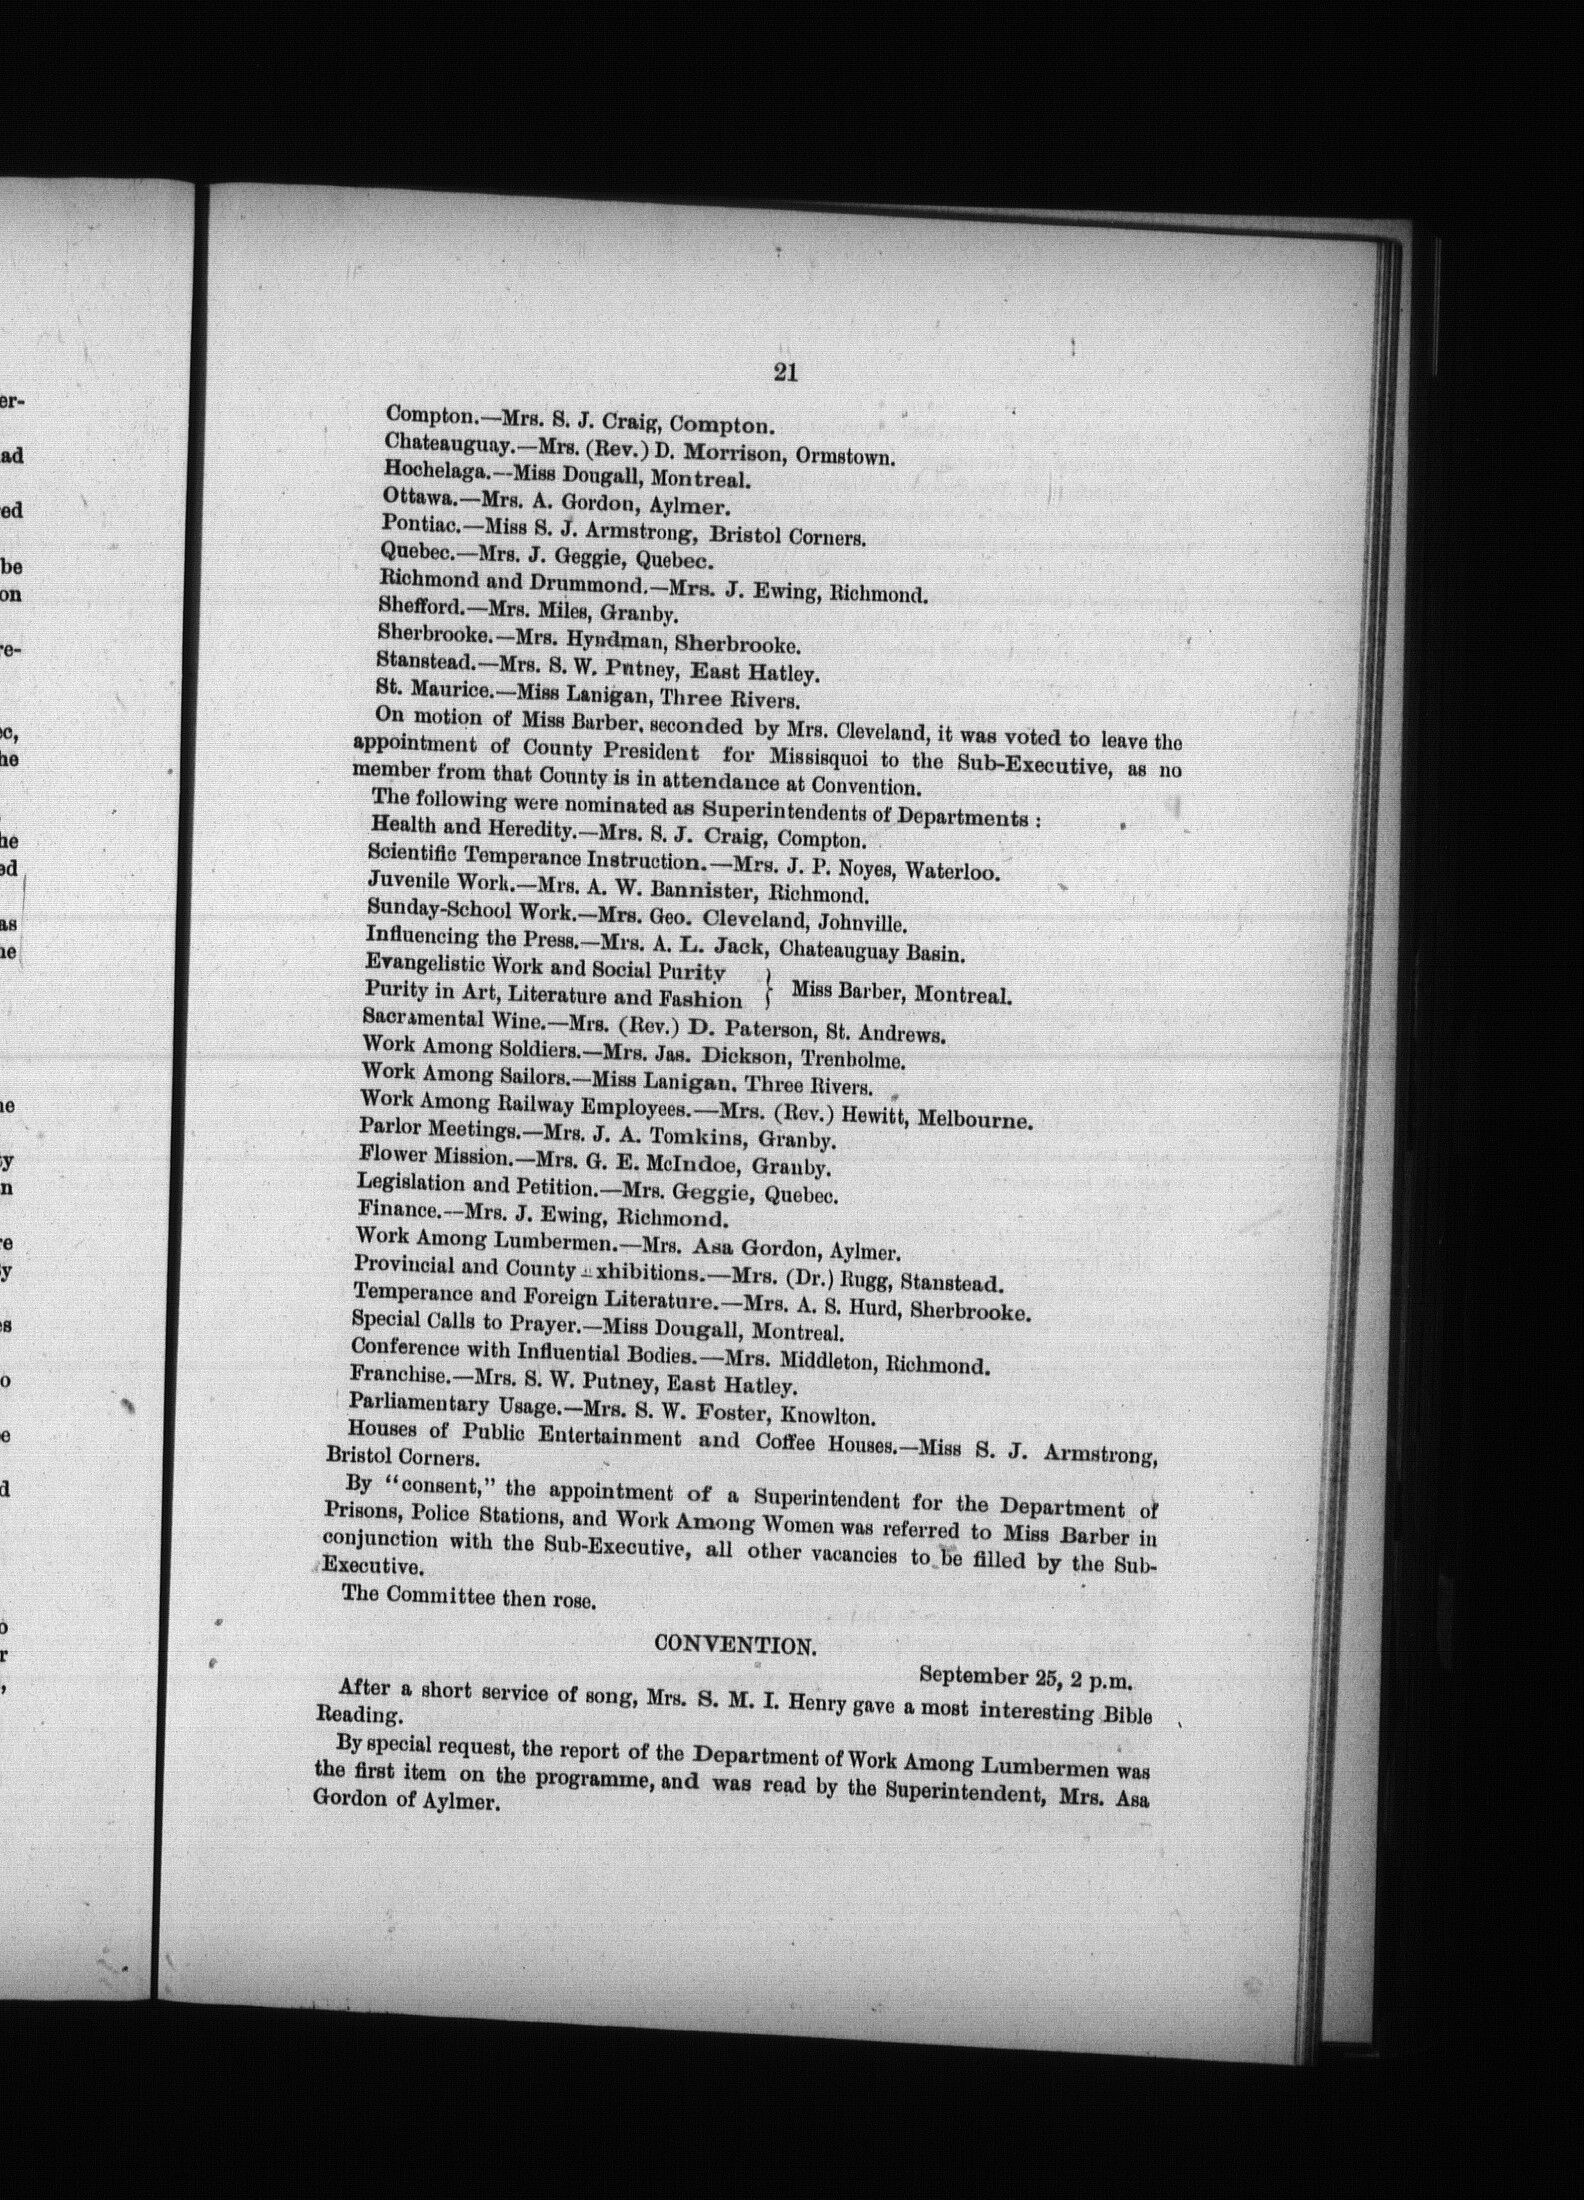 21
Compton.—Mrs. S. J. Craig, Compton.
Chateauguay.—Mrs. (Rev.) D. Morrison, Ormstown.
Hochelaga.—Miss Dougall, Montreal.
Ottawa.—Mrs. A. Gordon, Aylmer.
Pontiac.—Miss S. J. Armstrong, Bristol Corners.
Quebec.—Mrs. J. Geggie, Quebec.
Richmond and Drummond.—Mrs. J. Ewing, Richmond.
Shefford.—Mrs. Miles, Granby.
Sherbrooke.—Mrs. Hyndman, Sherbrooke.
Stanstead.—Mrs. S. W. Putney, East Hatley.
St. Maurice.—Miss Lanigan, Three Rivers.
On motion of Miss Barber, seconded by Mrs. Cleveland, it was voted to leave the
appointment of County President for Missisquoi to the Sub-Executive, as no
member from that County is in attendance at Convention.
The following were nominated as Superintendents of Departments :
Health and Heredity.—Mrs. S. J. Craig, Compton.
Scientific Temperance Instruction.—Mrs. J. P. Noyes, Waterloo.
Juvenile Work.—Mrs. A. W. Bannister, Richmond.
Sunday-School Work.—Mrs. Geo. Cleveland, Johnville.
Influencing the Press.—Mrs. A. L. Jack, Chateauguay Basin.
Evangelistic Work and Social Purity
Purity in Art, Literature and Fashion } Miss Barber, Montreal.
Sacramental Wine.—Mrs. (Rev.) D. Paterson, St. Andrews.
Work Among Soldiers.—Mrs. Jas. Dickson, Trenholme.
Work Among Sailors.—Miss Lanigan. Three Rivers.
Work Among Railway Employees.—Mrs. (Rev.) Hewitt, Melbourne.
Parlor Meetings.—Mrs. J. A. Tomkins, Granby.
Flower Mission.—Mrs. G. E. McIndoe, Granby.
Legislation and Petition.—Mrs. Geggie, Quebec.
Finance.—Mrs. J. Ewing, Richmond.
Work Among Lumbermen.—Mrs. Asa Gordon, Aylmer.
Provincial and County xhibitions.—Mrs. (Dr.) Rugg, Stanstead.
Temperance and Foreign Literature.—Mrs. A. S. Hurd, Sherbrooke.
Special Calls to Prayer.—Miss Dougall, Montreal.
Conference with Influential Bodies.—Mrs. Middleton, Richmond.
Franchise.—Mrs. S. W. Putney, East Hatley.
Parliamentary Usage.—Mrs. S. W. Foster, Knowlton.
Houses of Public Entertainment and Coffee Houses.—Miss S. J. Armstrong,
Bristol Corners.
By "consent," the appointment of a Superintendent for the Department of
Prisons, Police Stations, and Work Among Women was referred to Miss Barber in
conjunction with the Sub-Executive, all other vacancies to be filled by the Sub-
Executive.
The Committee then rose.
CONVENTION.
September 25, 2 p.m.
After a short service of song, Mrs. S. M. I. Henry gave a most interesting Bible
Reading.
By special request, the report of the Department of Work Among Lumbermen was
the first item on the programme, and was read by the Superintendent, Mrs. Asa
Gordon of Aylmer.